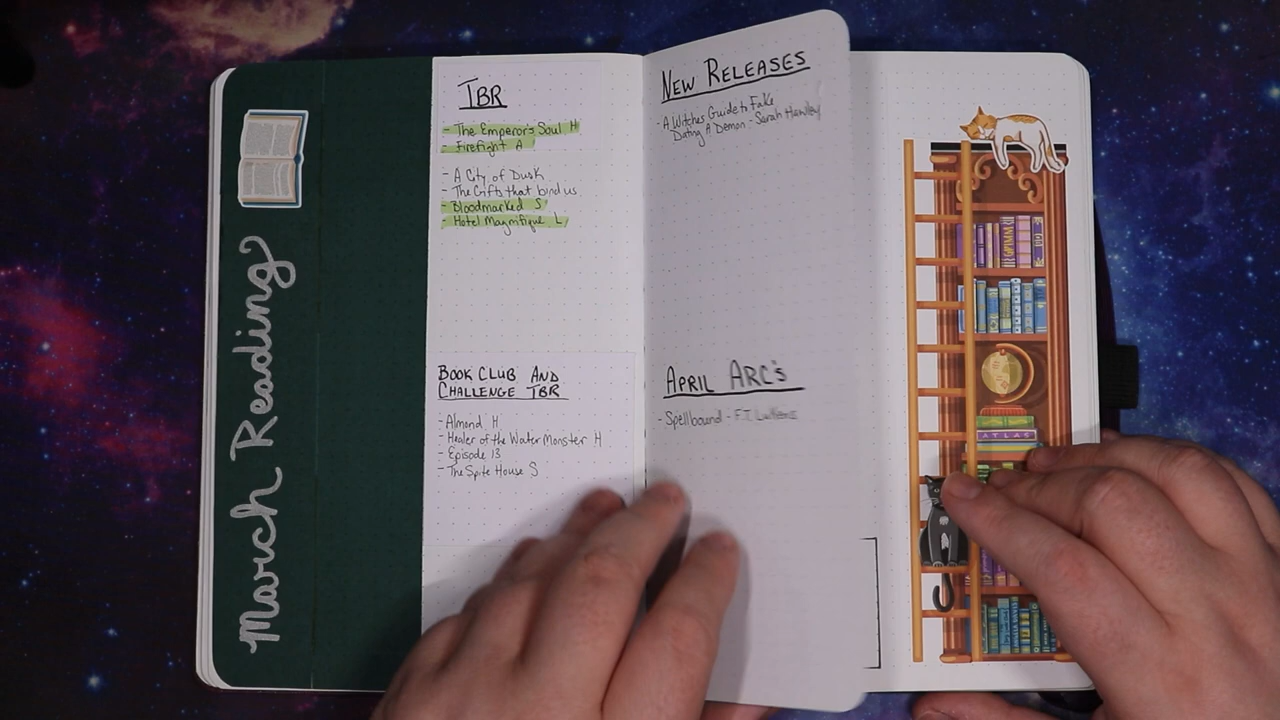 March Reading
TBR
- The Emperor's Soul H
- Firefight A
- A City of Dusk
- The Gifts that bind us
- Bloodmarked S
- Hotel Magnifique L
BOOK CLUB AND
CHALLENGE TBR
- Almond H
- Healer of the Water Monster H
- Episode 13
- The Spite House S
NEW RELEASES
- A Witches Guide to Fake
Dating A Demon - Sarah Hawley
APRIL ARC'S
- Spellbound - F.T. Lukens
ATLAS